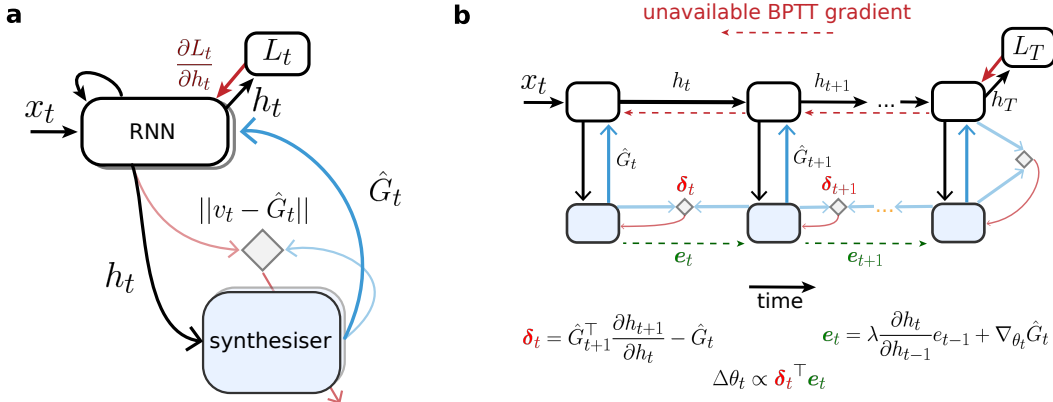 a
∂L_t/∂h_t
L_t
x_t
RNN
h_t
||v_t − Ĝ_t||
Ĝ_t
h_t
synthesiser
b
unavailable BPTT gradient
L_T
x_t
h_t
h_{t+1}
...
h_T
Ĝ_t
Ĝ_{t+1}
δ_t
δ_{t+1}
...
e_t
e_{t+1}
time
δ_t = Ĝ_{t+1}^⊤ ∂h_{t+1}/∂h_t − Ĝ_t
e_t = λ ∂h_t/∂h_{t−1} e_{t−1} + ∇_{θ_t} Ĝ_t
Δθ_t ∝ δ_t^⊤ e_t